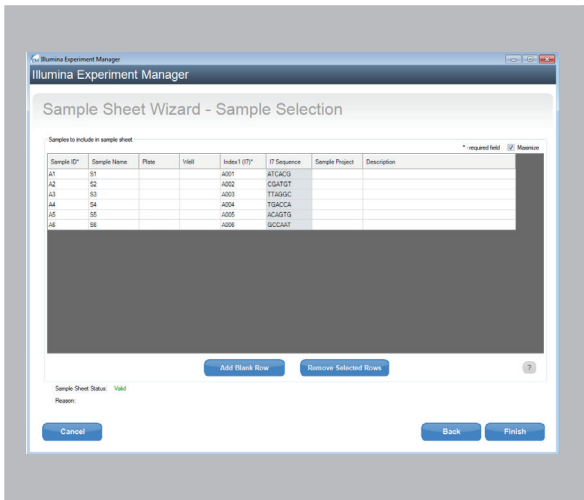 Illumina Experiment Manager
Illumina Experiment Manager
Sample Sheet Wizard - Sample Selection
Samples to include in sample sheet
* - required field Maximize
Sample ID* Sample Name Plate Well Index1 (I7)* I7 Sequence Sample Project Description
A1 S1 A001 ATCACG
A2 S2 A002 CGATGT
A3 S3 A003 TTAGGC
A4 S4 A004 TGACCA
A5 S5 A005 ACAGTG
A6 S6 A006 GCCAAT
Add Blank Row Remove Selected Rows ?
Sample Sheet Status: Valid
Reason:
Cancel Back Finish